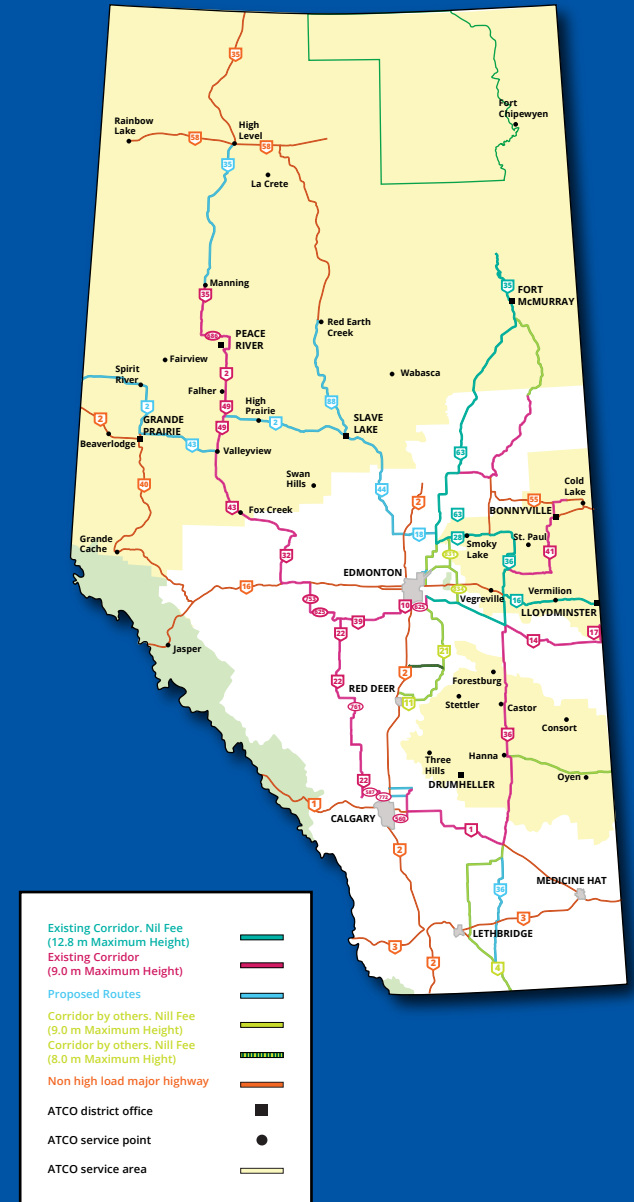 35
Fort
Chipewyen
Rainbow
Lake
High
Level
58
58
35
La Crete
Manning
35
35
FORT
McMURRAY
686
PEACE
RIVER
Red Earth
Creek
Fairview
2
Wabasca
Spirit
River
Falher
2
49
High
Prairie
88
2
GRANDE
PRAIRIE
2
SLAVE
LAKE
49
Beaverlodge
43
Valleyview
63
Swan
Hills
40
44
2
55
Cold
Lake
43
Fox Creek
BONNYVILLE
63
Grande
Cache
32
18
28
Smoky
Lake
St. Paul
41
36
EDMONTON
16
Vegreville
Vermilion
16
LLOYDMINSTER
10
625
39
22
14
17
Jasper
21
2
Forestburg
RED DEER
22
Stettler
Castor
11
761
Consort
36
Three
Hills
Hanna
Oyen
DRUMHELLER
22
567
772
1
CALGARY
1
2
MEDICINE HAT
36
3
LETHBRIDGE
3
2
4
Existing Corridor. Nil Fee
(12.8 m Maximum Height)
Existing Corridor
(9.0 m Maximum Height)
Proposed Routes
Corridor by others. Nill Fee
(9.0 m Maximum Height)
Corridor by others. Nill Fee
(8.0 m Maximum Hight)
Non high load major highway
ATCO district office
ATCO service point
ATCO service area